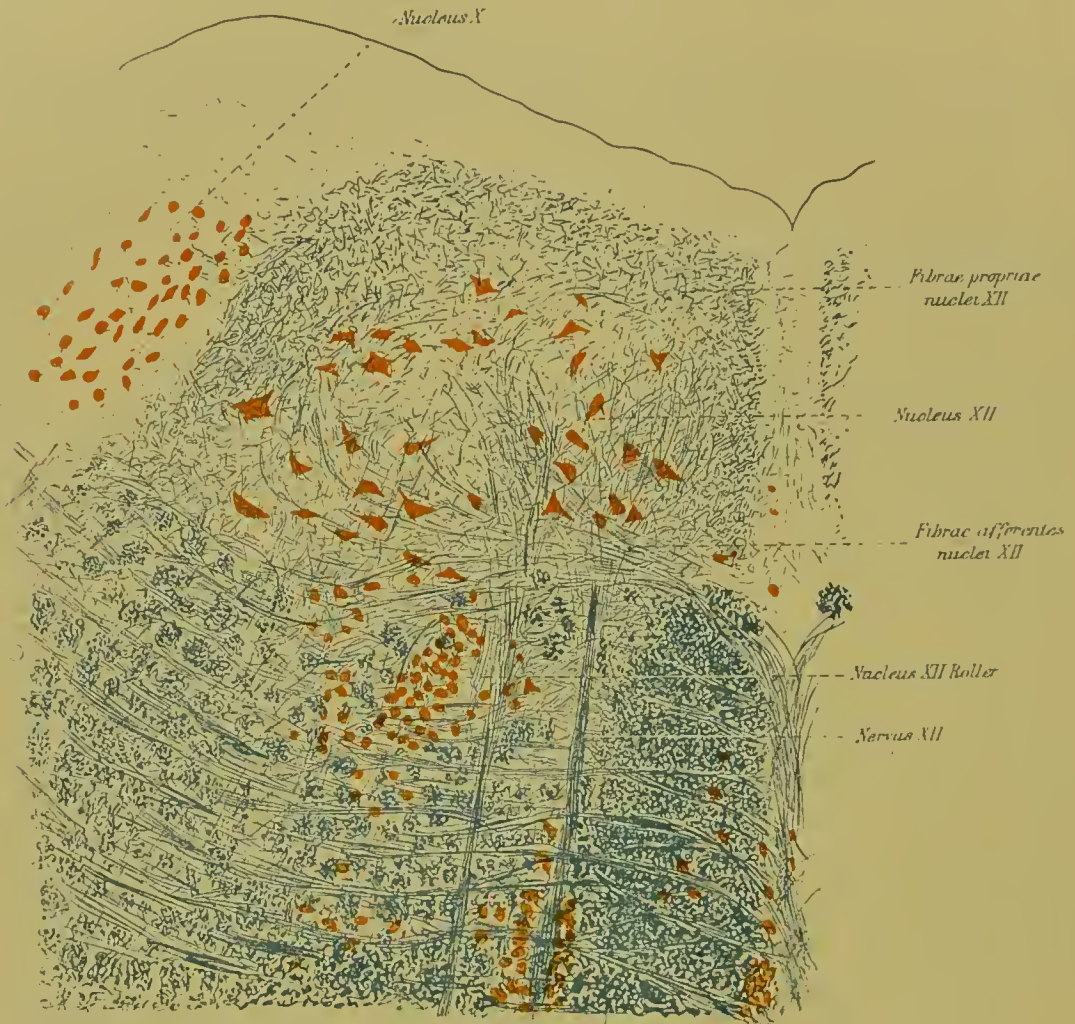 Nucleus X
Fibrae propriae
nuclei XII
Nucleus XII
Fibrae afferentes
nuclei XII
Nucleus XII Roller
Nervus XII